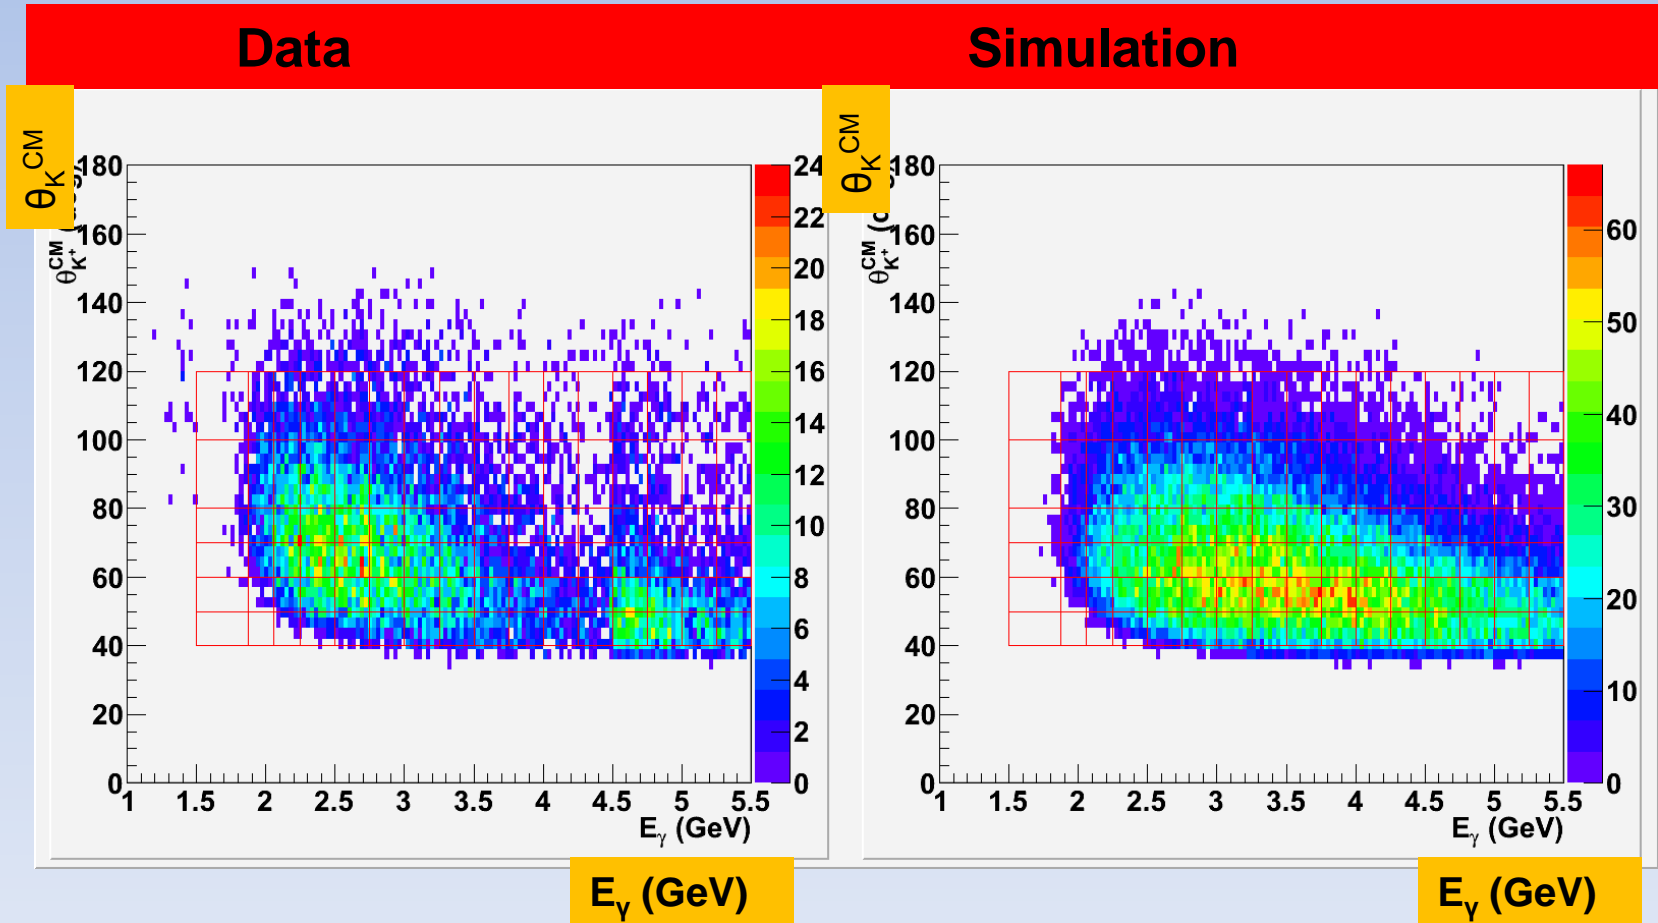 Data Simulation
θK CM θK CM
180 160 140 120 100 80 60 40 20 0
1 1.5 2 2.5 3 3.5 4 4.5 5 5.5
24 22 20 18 16 14 12 10 8 6 4 2 0
θK+ CM
Eγ (GeV)
180 160 140 120 100 80 60 40 20 0
1 1.5 2 2.5 3 3.5 4 4.5 5 5.5
60 50 40 30 20 10 0
θK+ CM
Eγ (GeV)
Eγ (GeV) Eγ (GeV)